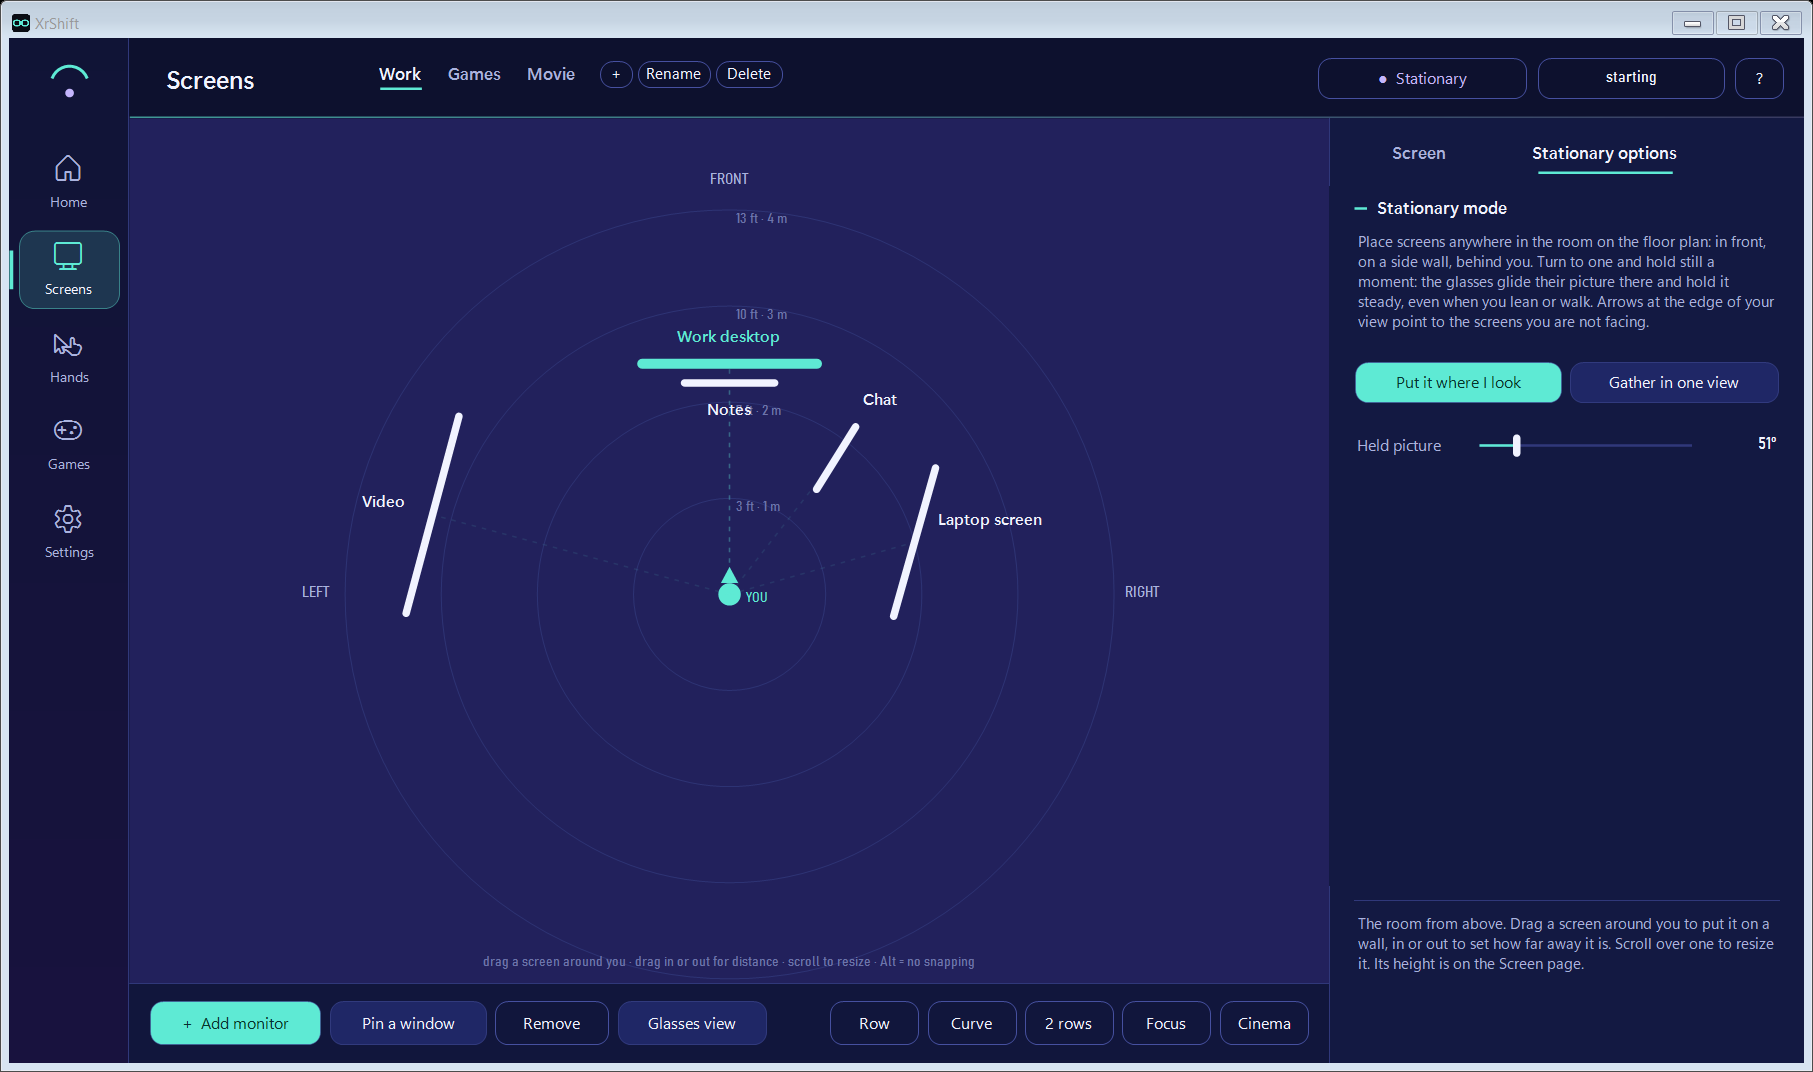 XrShift
Screens
Work Games Movie + Rename Delete
Stationary
starting
?
Home
Screens
Hands
Games
Settings
FRONT
13 ft · 4 m
10 ft · 3 m
Work desktop
Notes
ft · 2 m
Chat
Video
3 ft · 1 m
Laptop screen
LEFT
YOU
RIGHT
drag a screen around you · drag in or out for distance · scroll to resize · Alt = no snapping
+ Add monitor
Pin a window
Remove
Glasses view
Row
Curve
2 rows
Focus
Cinema
Screen
Stationary options
Stationary mode
Place screens anywhere in the room on the floor plan: in front,
on a side wall, behind you. Turn to one and hold still a
moment: the glasses glide their picture there and hold it
steady, even when you lean or walk. Arrows at the edge of your
view point to the screens you are not facing.
Put it where I look
Gather in one view
Held picture
51°
The room from above. Drag a screen around you to put it on a
wall, in or out to set how far away it is. Scroll over one to resize
it. Its height is on the Screen page.